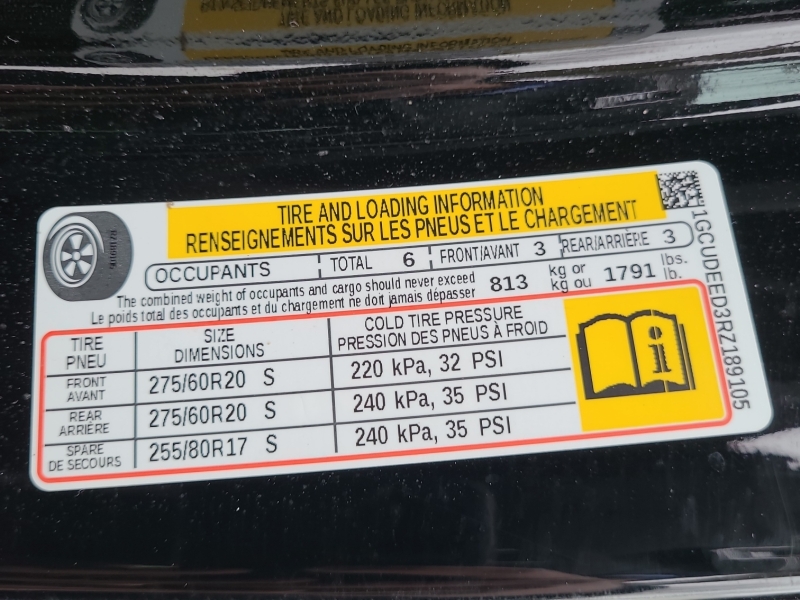 TIRE AND LOADING INFORMATION
RENSEIGNEMENTS SUR LES PNEUS ET LE CHARGEMENT
OCCUPANTS TOTAL 6 FRONT/AVANT 3 REAR/ARRIÈRE 3
The combined weight of occupants and cargo should never exceed 813 kg or 1791 lbs.
Le poids total des occupants et du chargement ne doit jamais dépasser kg ou lb.
TIRE SIZE COLD TIRE PRESSURE
PNEU DIMENSIONS PRESSION DES PNEUS À FROID
FRONT
AVANT 275/60R20 S 220 kPa, 32 PSI
REAR
ARRIÈRE 275/60R20 S 240 kPa, 35 PSI
SPARE
DE SECOURS 255/80R17 S 240 kPa, 35 PSI
i
1GCUDEED3RZ189105